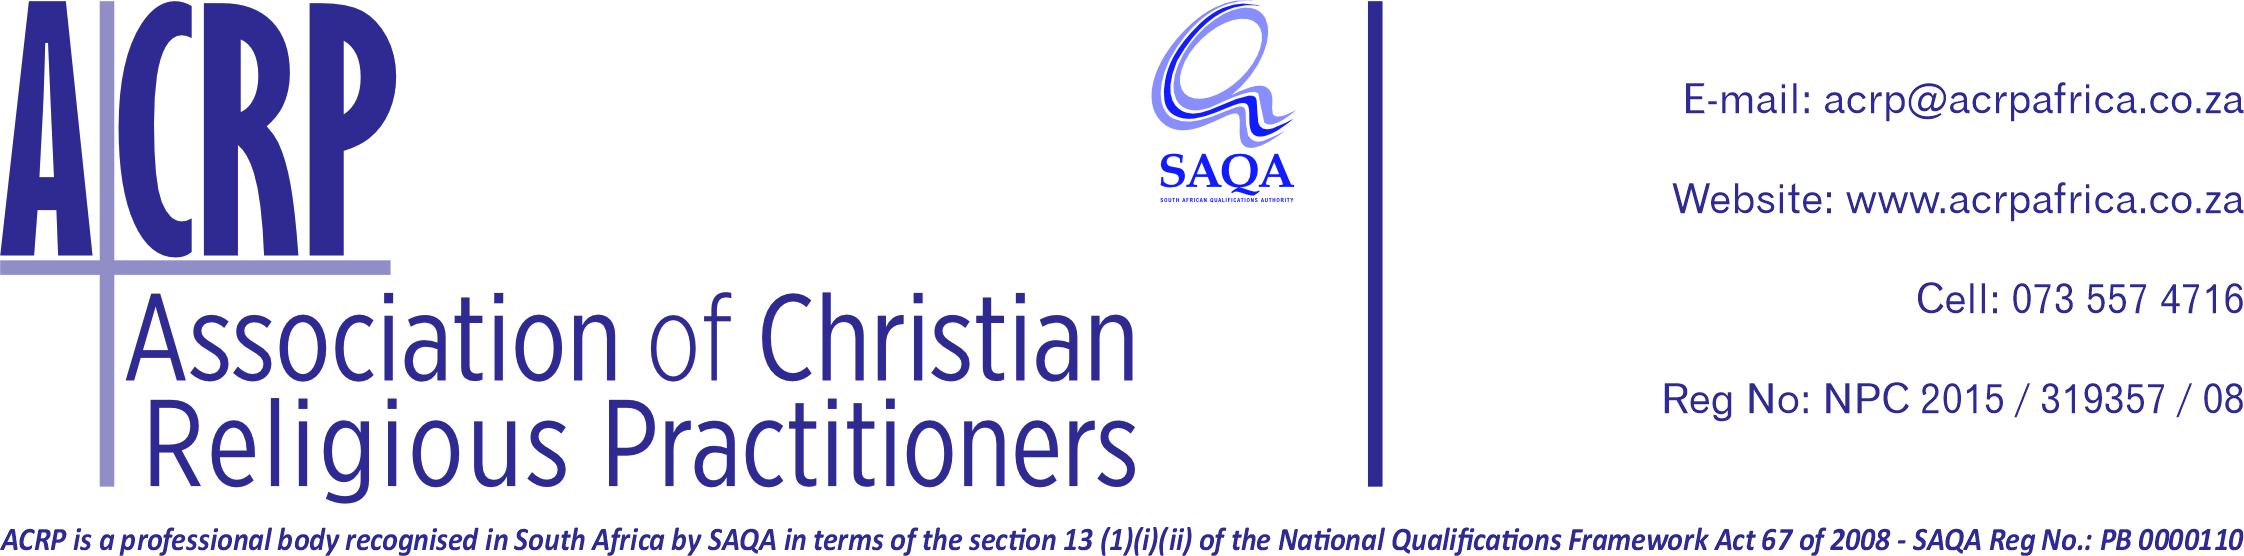 ACRP
Association of Christian
Religious Practitioners
SAQA
SOUTH AFRICAN QUALIFICATIONS AUTHORITY
E-mail: acrp@acrpafrica.co.za
Website: www.acrpafrica.co.za
Cell: 073 557 4716
Reg No: NPC 2015 / 319357 / 08
ACRP is a professional body recognised in South Africa by SAQA in terms of the section 13 (1)(i)(ii) of the National Qualifications Framework Act 67 of 2008 - SAQA Reg No.: PB 0000110